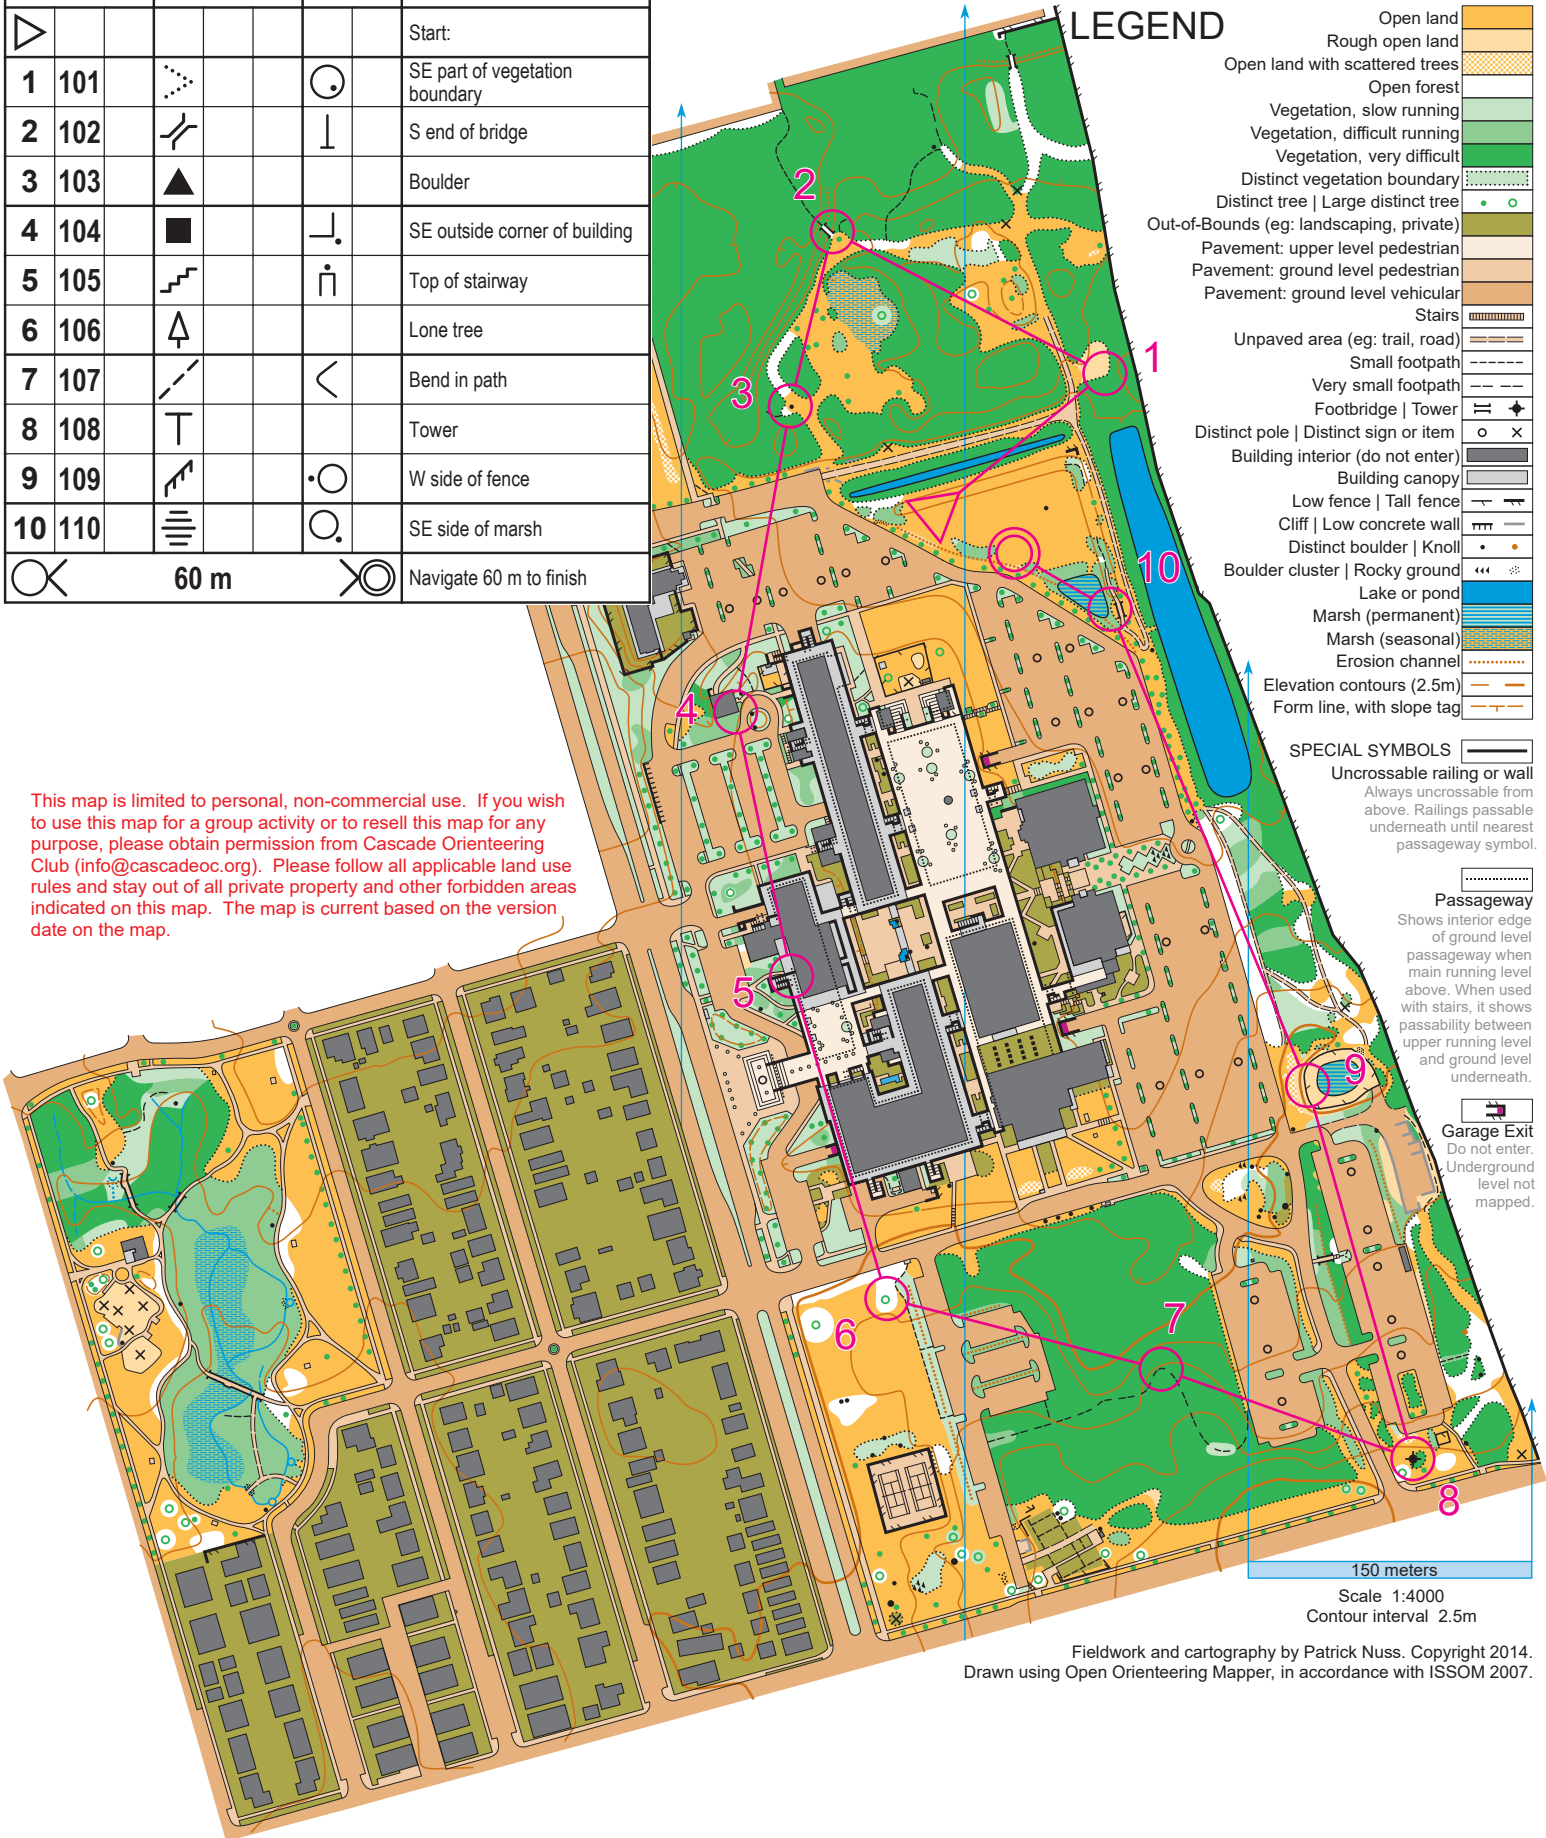 Start:
1 101 SE part of vegetation
boundary
2 102 S end of bridge
3 103 Boulder
4 104 SE outside corner of building
5 105 Top of stairway
6 106 Lone tree
7 107 Bend in path
8 108 Tower
9 109 W side of fence
10 110 SE side of marsh
60 m Navigate 60 m to finish
This map is limited to personal, non-commercial use. If you wish
to use this map for a group activity or to resell this map for any
purpose, please obtain permission from Cascade Orienteering
Club (info@cascadeoc.org). Please follow all applicable land use
rules and stay out of all private property and other forbidden areas
indicated on this map. The map is current based on the version
date on the map.
2
1
3
10
4
5
9
6
7
8
LEGEND
Open land
Rough open land
Open land with scattered trees
Open forest
Vegetation, slow running
Vegetation, difficult running
Vegetation, very difficult
Distinct vegetation boundary
Distinct tree | Large distinct tree
Out-of-Bounds (eg: landscaping, private)
Pavement: upper level pedestrian
Pavement: ground level pedestrian
Pavement: ground level vehicular
Stairs
Unpaved area (eg: trail, road)
Small footpath
Very small footpath
Footbridge | Tower
Distinct pole | Distinct sign or item
Building interior (do not enter)
Building canopy
Low fence | Tall fence
Cliff | Low concrete wall
Distinct boulder | Knoll
Boulder cluster | Rocky ground
Lake or pond
Marsh (permanent)
Marsh (seasonal)
Erosion channel
Elevation contours (2.5m)
Form line, with slope tag
SPECIAL SYMBOLS
Uncrossable railing or wall
Always uncrossable from
above. Railings passable
underneath until nearest
passageway symbol.
Passageway
Shows interior edge
of ground level
passageway when
main running level
above. When used
with stairs, it shows
passability between
upper running level
and ground level
underneath.
Garage Exit
Do not enter.
Underground
level not
mapped.
150 meters
Scale 1:4000
Contour interval 2.5m
Fieldwork and cartography by Patrick Nuss. Copyright 2014.
Drawn using Open Orienteering Mapper, in accordance with ISSOM 2007.